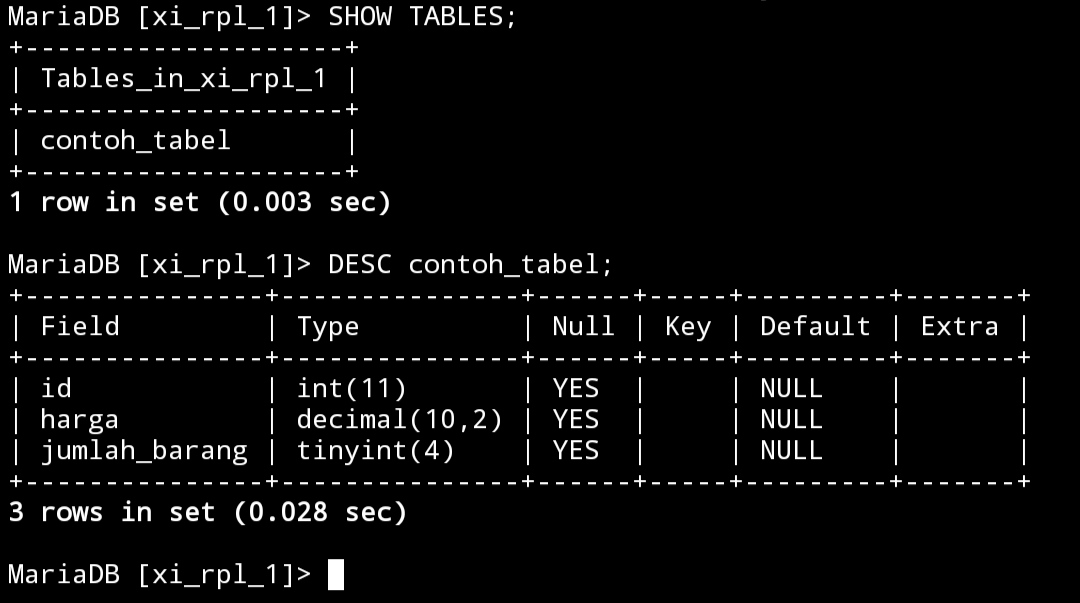 MariaDB [xi_rpl_1]> SHOW TABLES;
+--------------------+
| Tables_in_xi_rpl_1 |
+--------------------+
| contoh_tabel       |
+--------------------+
1 row in set (0.003 sec)

MariaDB [xi_rpl_1]> DESC contoh_tabel;
+---------------+---------------+------+-----+---------+-------+
| Field         | Type          | Null | Key | Default | Extra |
+---------------+---------------+------+-----+---------+-------+
| id            | int(11)       | YES  |     | NULL    |       |
| harga         | decimal(10,2) | YES  |     | NULL    |       |
| jumlah_barang | tinyint(4)    | YES  |     | NULL    |       |
+---------------+---------------+------+-----+---------+-------+
3 rows in set (0.028 sec)

MariaDB [xi_rpl_1]>